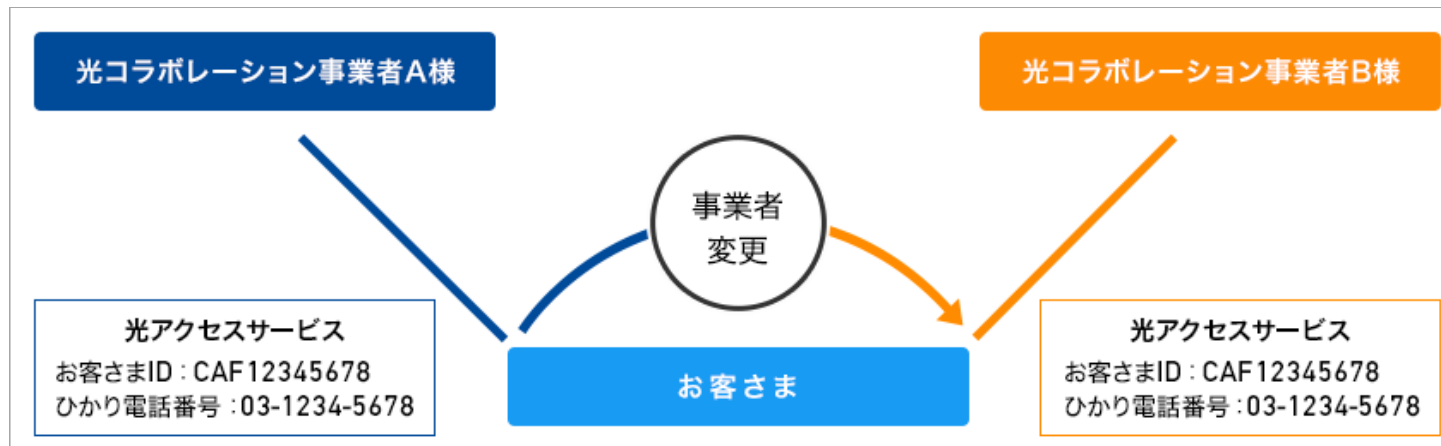 光コラボレーション事業者A様
光コラボレーション事業者B様
事業者
変更
光アクセスサービス
お客さまID：CAF12345678
ひかり電話番号：03-1234-5678
お客さま
光アクセスサービス
お客さまID：CAF12345678
ひかり電話番号：03-1234-5678